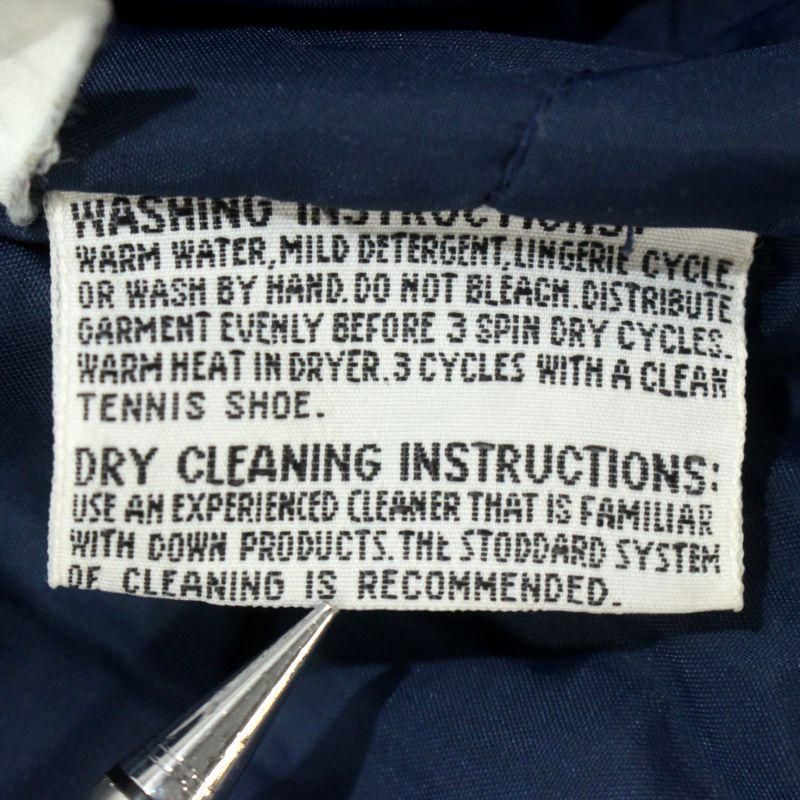 WASHING INSTRUCTIONS:
WARM WATER, MILD DETERGENT, LINGERIE CYCLE
OR WASH BY HAND. DO NOT BLEACH. DISTRIBUTE
GARMENT EVENLY BEFORE 3 SPIN DRY CYCLES.
WARM HEAT IN DRYER. 3 CYCLES WITH A CLEAN
TENNIS SHOE.
DRY CLEANING INSTRUCTIONS:
USE AN EXPERIENCED CLEANER THAT IS FAMILIAR
WITH DOWN PRODUCTS. THE STODDARD SYSTEM
OF CLEANING IS RECOMMENDED.